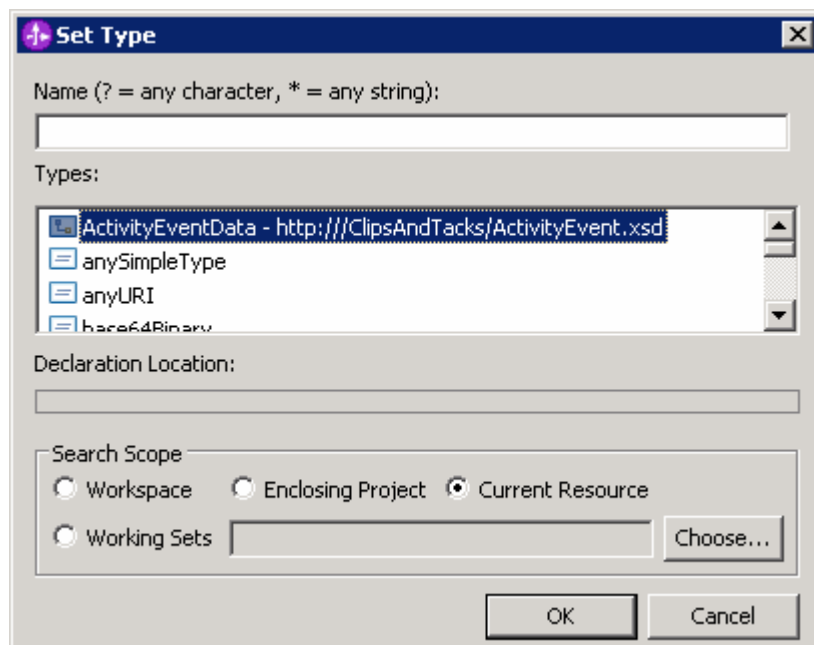 Set Type
Name (? = any character, * = any string):
Types:
ActivityEventData - http:///ClipsAndTacks/ActivityEvent.xsd
anySimpleType
anyURI
base64Binary
Declaration Location:
Search Scope
Workspace Enclosing Project Current Resource
Working Sets Choose...
OK Cancel